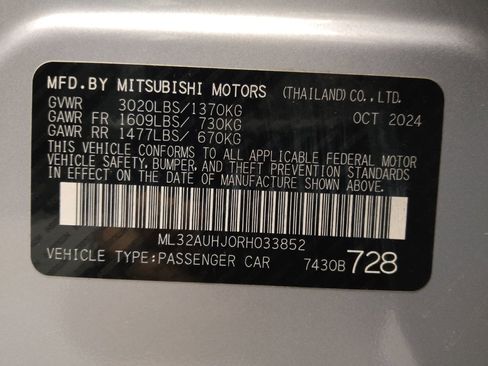 MFD.BY MITSUBISHI MOTORS (THAILAND) CO.,LTD.
GVWR 3020LBS/1370KG OCT 2024
GAWR FR 1609LBS/ 730KG
GAWR RR 1477LBS/ 670KG
THIS VEHICLE CONFORMS TO ALL APPLICABLE FEDERAL MOTOR
VEHICLE SAFETY, BUMPER, AND THEFT PREVENTION STANDARDS
IN EFFECT ON THE DATE OF MANUFACTURE SHOWN ABOVE.
ML32AUHJ0RH033852
VEHICLE TYPE:PASSENGER CAR 7430B 728